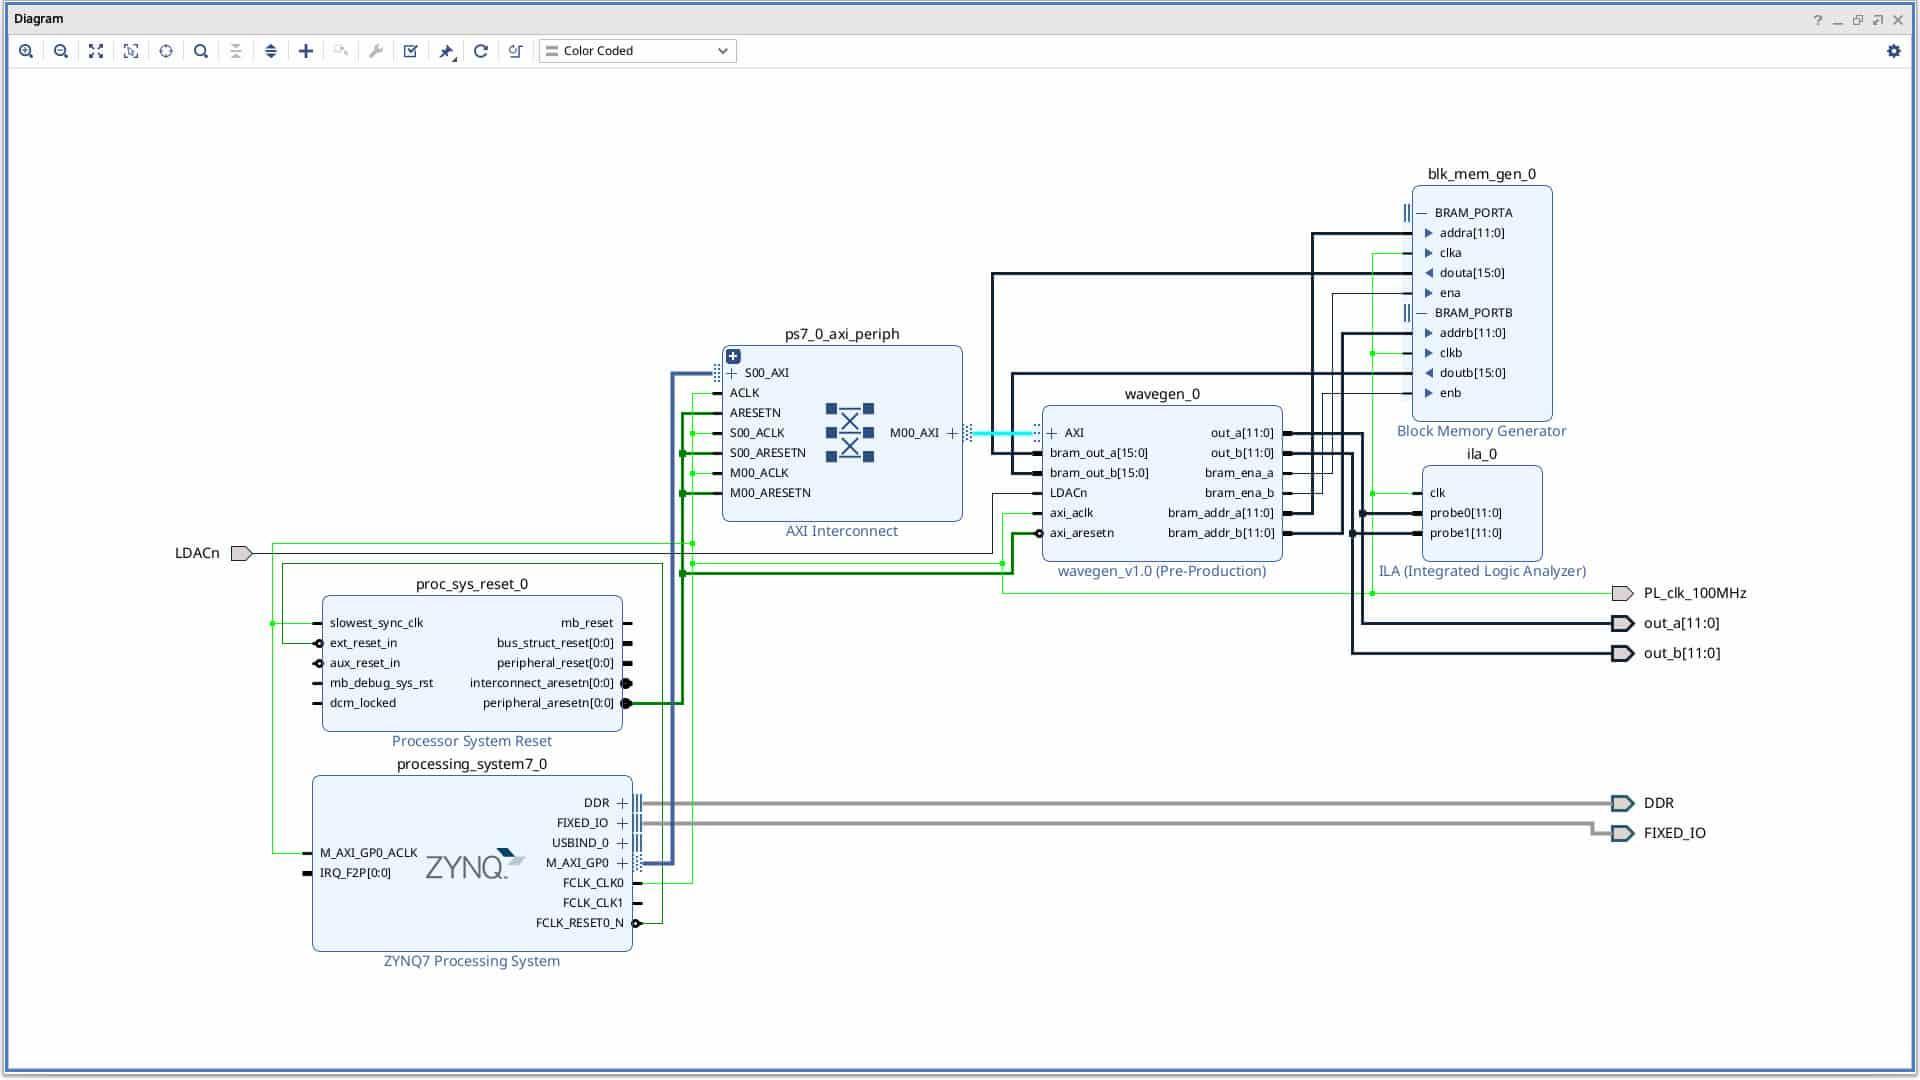 Diagram
?
Color Coded
blk_mem_gen_0
BRAM_PORTA
addra[11:0]
clka
douta[15:0]
ena
BRAM_PORTB
addrb[11:0]
clkb
doutb[15:0]
enb
Block Memory Generator
ps7_0_axi_periph
S00_AXI
ACLK
ARESETN
S00_ACLK
S00_ARESETN
M00_ACLK
M00_ARESETN
M00_AXI
AXI Interconnect
wavegen_0
AXI
bram_out_a[15:0]
bram_out_b[15:0]
LDACn
axi_aclk
axi_aresetn
out_a[11:0]
out_b[11:0]
bram_ena_a
bram_ena_b
bram_addr_a[11:0]
bram_addr_b[11:0]
wavegen_v1.0 (Pre-Production)
ila_0
clk
probe0[11:0]
probe1[11:0]
ILA (Integrated Logic Analyzer)
LDACn
proc_sys_reset_0
slowest_sync_clk
ext_reset_in
aux_reset_in
mb_debug_sys_rst
dcm_locked
mb_reset
bus_struct_reset[0:0]
peripheral_reset[0:0]
interconnect_aresetn[0:0]
peripheral_aresetn[0:0]
Processor System Reset
PL_clk_100MHz
out_a[11:0]
out_b[11:0]
processing_system7_0
M_AXI_GP0_ACLK
IRQ_F2P[0:0]
ZYNQ
DDR
FIXED_IO
USBIND_0
M_AXI_GP0
FCLK_CLK0
FCLK_CLK1
FCLK_RESET0_N
ZYNQ7 Processing System
DDR
FIXED_IO